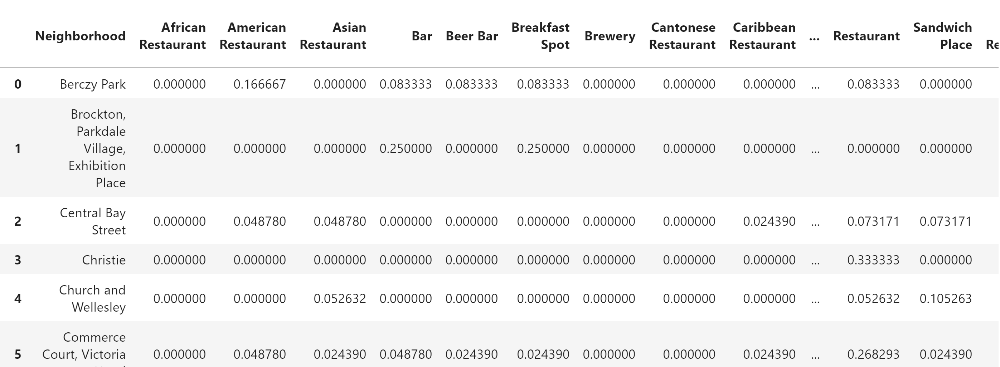 Neighborhood African Restaurant American Restaurant Asian Restaurant Bar Beer Bar Breakfast Spot Brewery Cantonese Restaurant Caribbean Restaurant ... Restaurant Sandwich Place
0 Berczy Park 0.000000 0.166667 0.000000 0.083333 0.083333 0.083333 0.000000 0.000000 0.000000 ... 0.083333 0.000000
Brockton,
Parkdale
1 Village, 0.000000 0.000000 0.000000 0.250000 0.000000 0.250000 0.000000 0.000000 0.000000 ... 0.000000 0.000000
Exhibition
Place
2 Central Bay Street 0.000000 0.048780 0.048780 0.000000 0.000000 0.000000 0.000000 0.000000 0.024390 ... 0.073171 0.073171
3 Christie 0.000000 0.000000 0.000000 0.000000 0.000000 0.000000 0.000000 0.000000 0.000000 ... 0.333333 0.000000
4 Church and Wellesley 0.000000 0.000000 0.052632 0.000000 0.000000 0.000000 0.000000 0.000000 0.000000 ... 0.052632 0.105263
Commerce
5 Court, Victoria 0.000000 0.048780 0.024390 0.048780 0.024390 0.024390 0.000000 0.000000 0.024390 ... 0.268293 0.024390